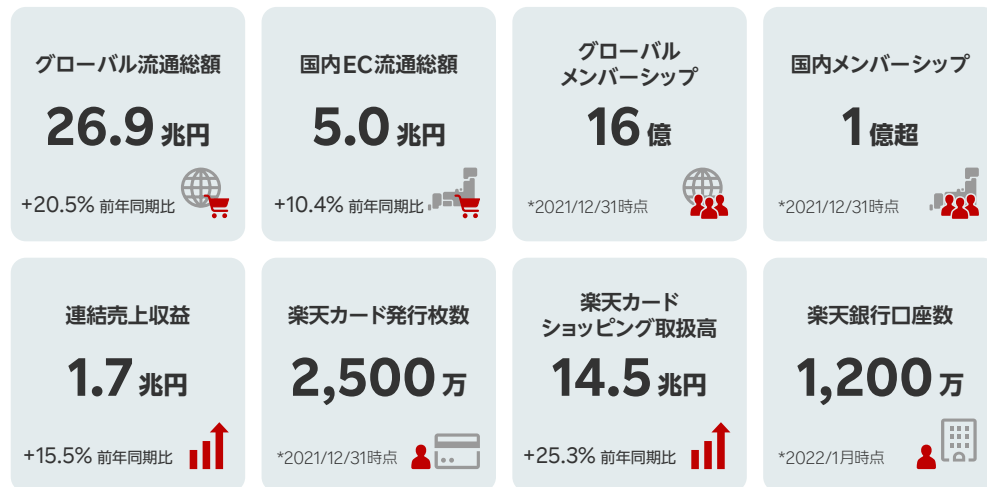 グローバル流通総額
26.9 兆円
+20.5% 前年同期比
国内EC流通総額
5.0 兆円
+10.4% 前年同期比
グローバル
メンバーシップ
16 億
*2021/12/31時点
国内メンバーシップ
1 億超
*2021/12/31時点
連結売上収益
1.7 兆円
+15.5% 前年同期比
楽天カード発行枚数
2,500 万
*2021/12/31時点
楽天カード
ショッピング取扱高
14.5 兆円
+25.3% 前年同期比
楽天銀行口座数
1,200 万
*2022/1月時点